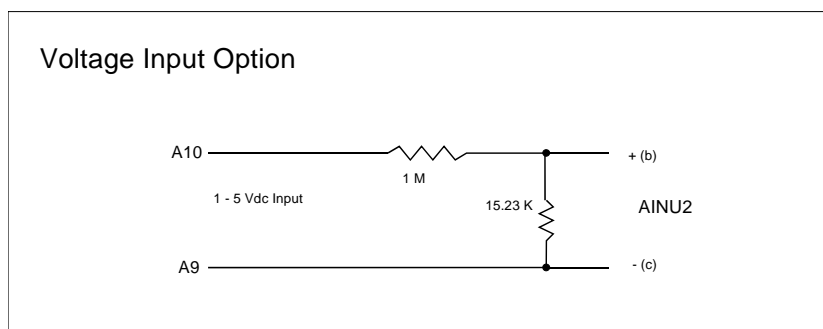 Voltage Input Option
A10
+ (b)
1 M
1 - 5 Vdc Input
15.23 K
AINU2
A9
- (c)